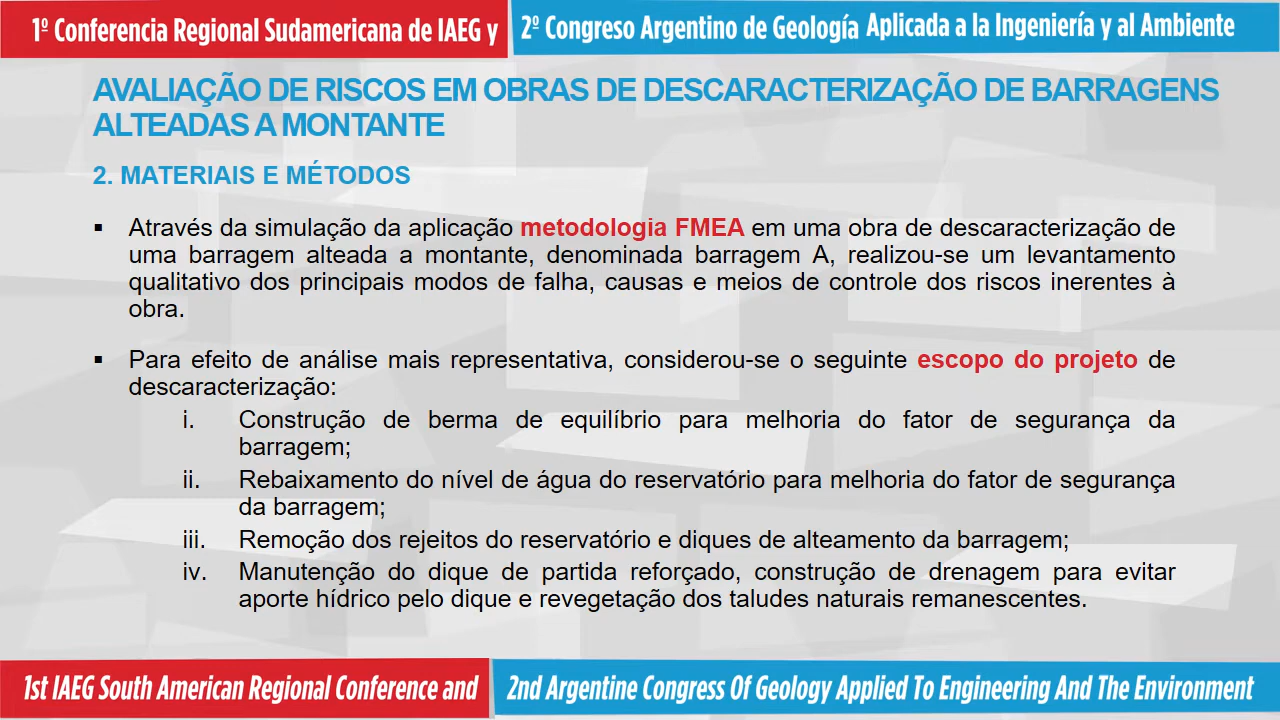 1º Conferencia Regional Sudamericana de IAEG y
2º Congreso Argentino de Geología Aplicada a la Ingeniería y al Ambiente
AVALIAÇÃO DE RISCOS EM OBRAS DE DESCARACTERIZAÇÃO DE BARRAGENS
ALTEADAS A MONTANTE
2. MATERIAIS E MÉTODOS
▪ Através da simulação da aplicação metodologia FMEA em uma obra de descaracterização de
uma barragem alteada a montante, denominada barragem A, realizou-se um levantamento
qualitativo dos principais modos de falha, causas e meios de controle dos riscos inerentes à
obra.
▪ Para efeito de análise mais representativa, considerou-se o seguinte escopo do projeto de
descaracterização:
i. Construção de berma de equilíbrio para melhoria do fator de segurança da
barragem;
ii. Rebaixamento do nível de água do reservatório para melhoria do fator de segurança
da barragem;
iii. Remoção dos rejeitos do reservatório e diques de alteamento da barragem;
iv. Manutenção do dique de partida reforçado, construção de drenagem para evitar
aporte hídrico pelo dique e revegetação dos taludes naturais remanescentes.
1st IAEG South American Regional Conference and
2nd Argentine Congress Of Geology Applied To Engineering And The Environment